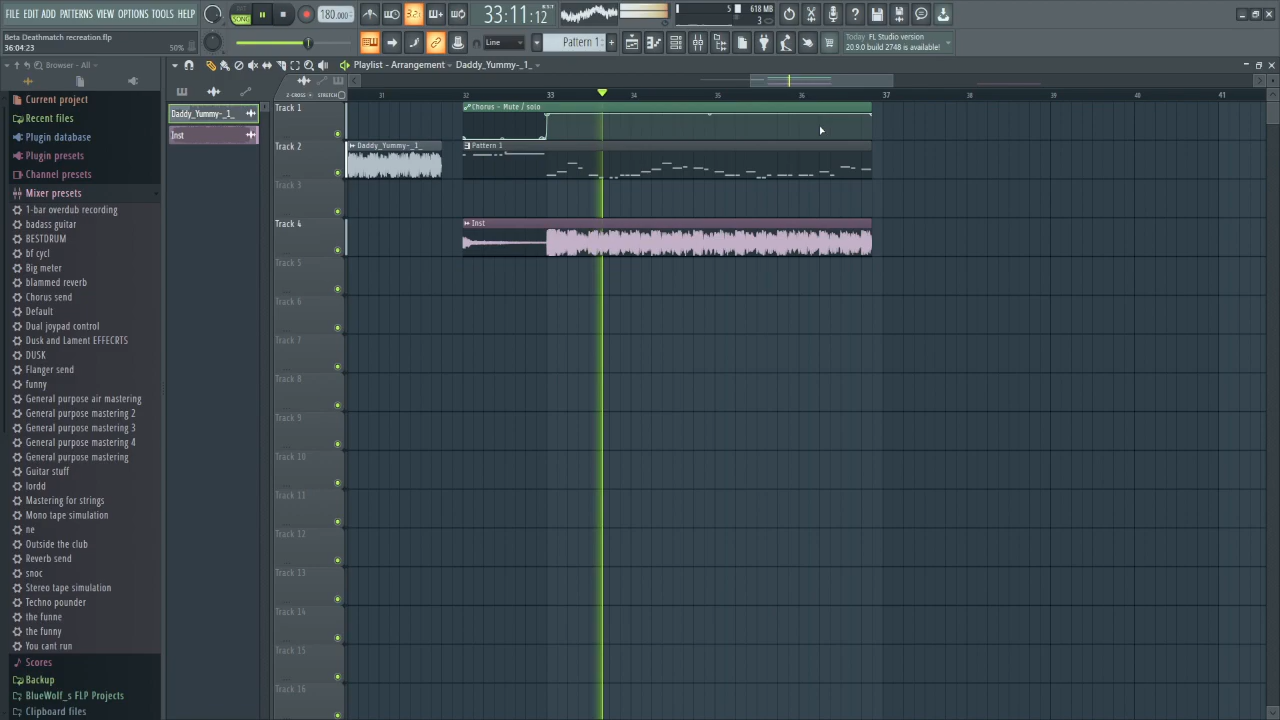 FILE EDIT ADD PATTERNS VIEW OPTIONS TOOLS HELP
SONG
180.000
3.2.1
33:11:12
B:S:T
5
618 MB
3
Beta Deathmatch recreation.flp
36:04:23
50%
Line
Pattern 1
Today
FL Studio version
20.9.0 build 2748 is available!
Browser - All
Playlist - Arrangement
Daddy_Yummy-_1_
Z-CROSS
STRETCH
31
32
33
34
35
36
37
38
39
40
41
Current project
Recent files
Plugin database
Plugin presets
Channel presets
Mixer presets
1-bar overdub recording
badass guitar
BESTDRUM
bf cycl
Big meter
blammed reverb
Chorus send
Default
Dual joypad control
Dusk and Lament EFFECRTS
DUSK
Flanger send
funny
General purpose air mastering
General purpose mastering 2
General purpose mastering 3
General purpose mastering 4
General purpose mastering
Guitar stuff
lordd
Mastering for strings
Mono tape simulation
ne
Outside the club
Reverb send
snoc
Stereo tape simulation
Techno pounder
the funne
the funny
You cant run
Scores
Backup
BlueWolf_s FLP Projects
Clipboard files
Daddy_Yummy-_1_
Inst
Track 1
Chorus - Mute / solo
Track 2
Daddy_Yummy-_1_
Pattern 1
Track 3
Track 4
Inst
Track 5
Track 6
Track 7
Track 8
Track 9
Track 10
Track 11
Track 12
Track 13
Track 14
Track 15
Track 16